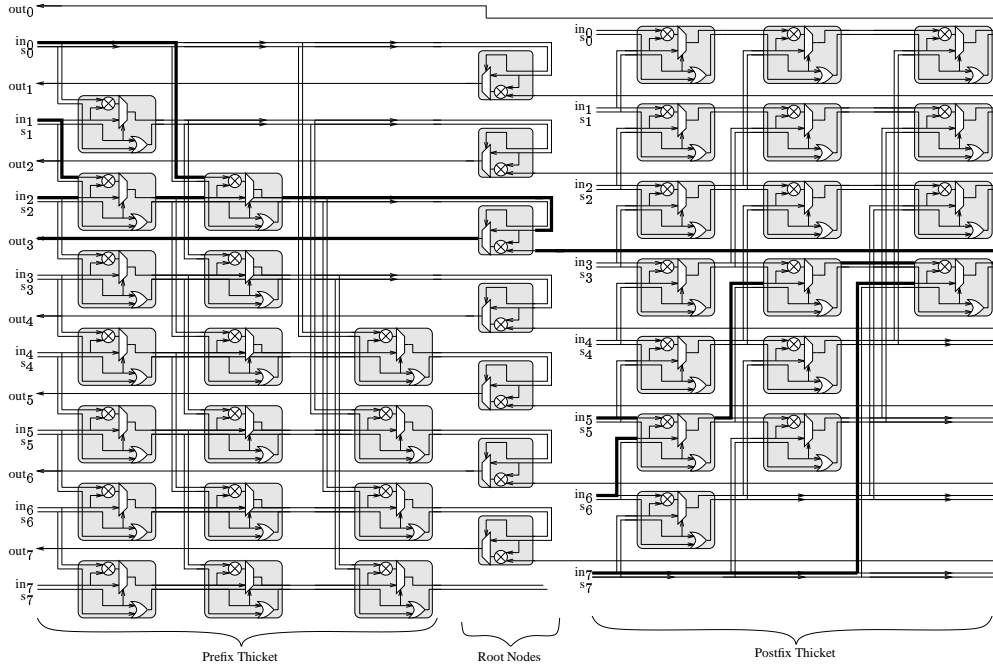 out0
in0
s0
out1
in1
s1
out2
in2
s2
out3
in3
s3
out4
in4
s4
out5
in5
s5
out6
in6
s6
out7
in7
s7
in0
s0
in1
s1
in2
s2
in3
s3
in4
s4
in5
s5
in6
s6
in7
s7
Prefix Thicket
Root Nodes
Postfix Thicket